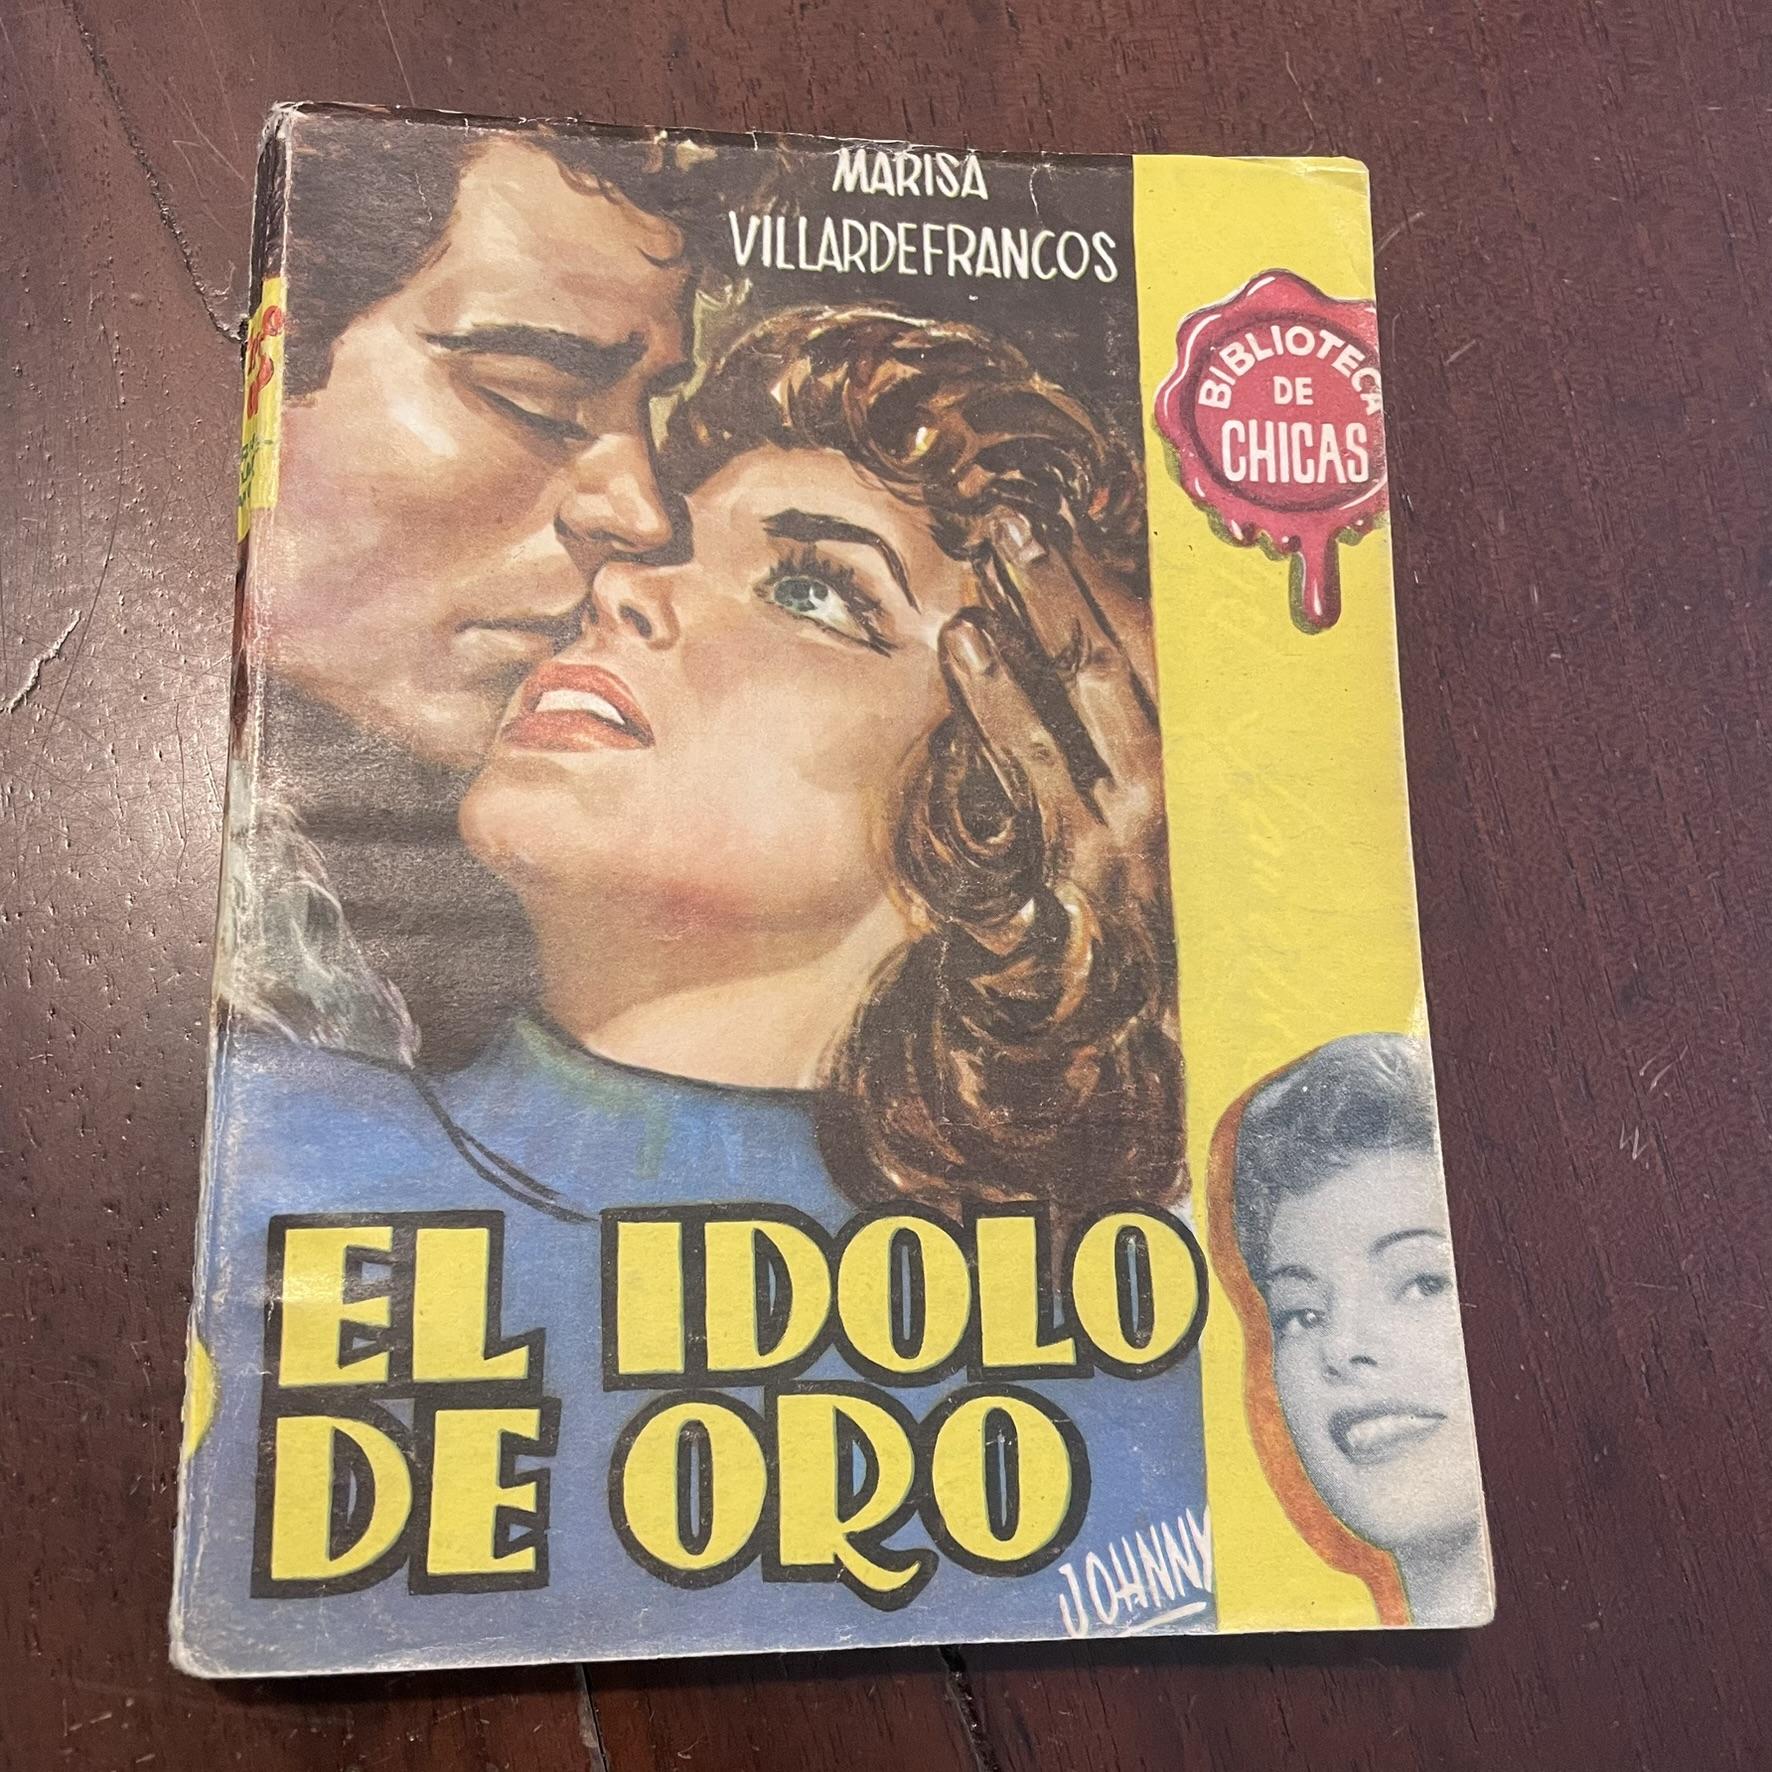 MARISA
VILLARDEFRANCOS
BIBLIOTECA
DE
CHICAS
EL IDOLO
DE ORO
JOHNNY